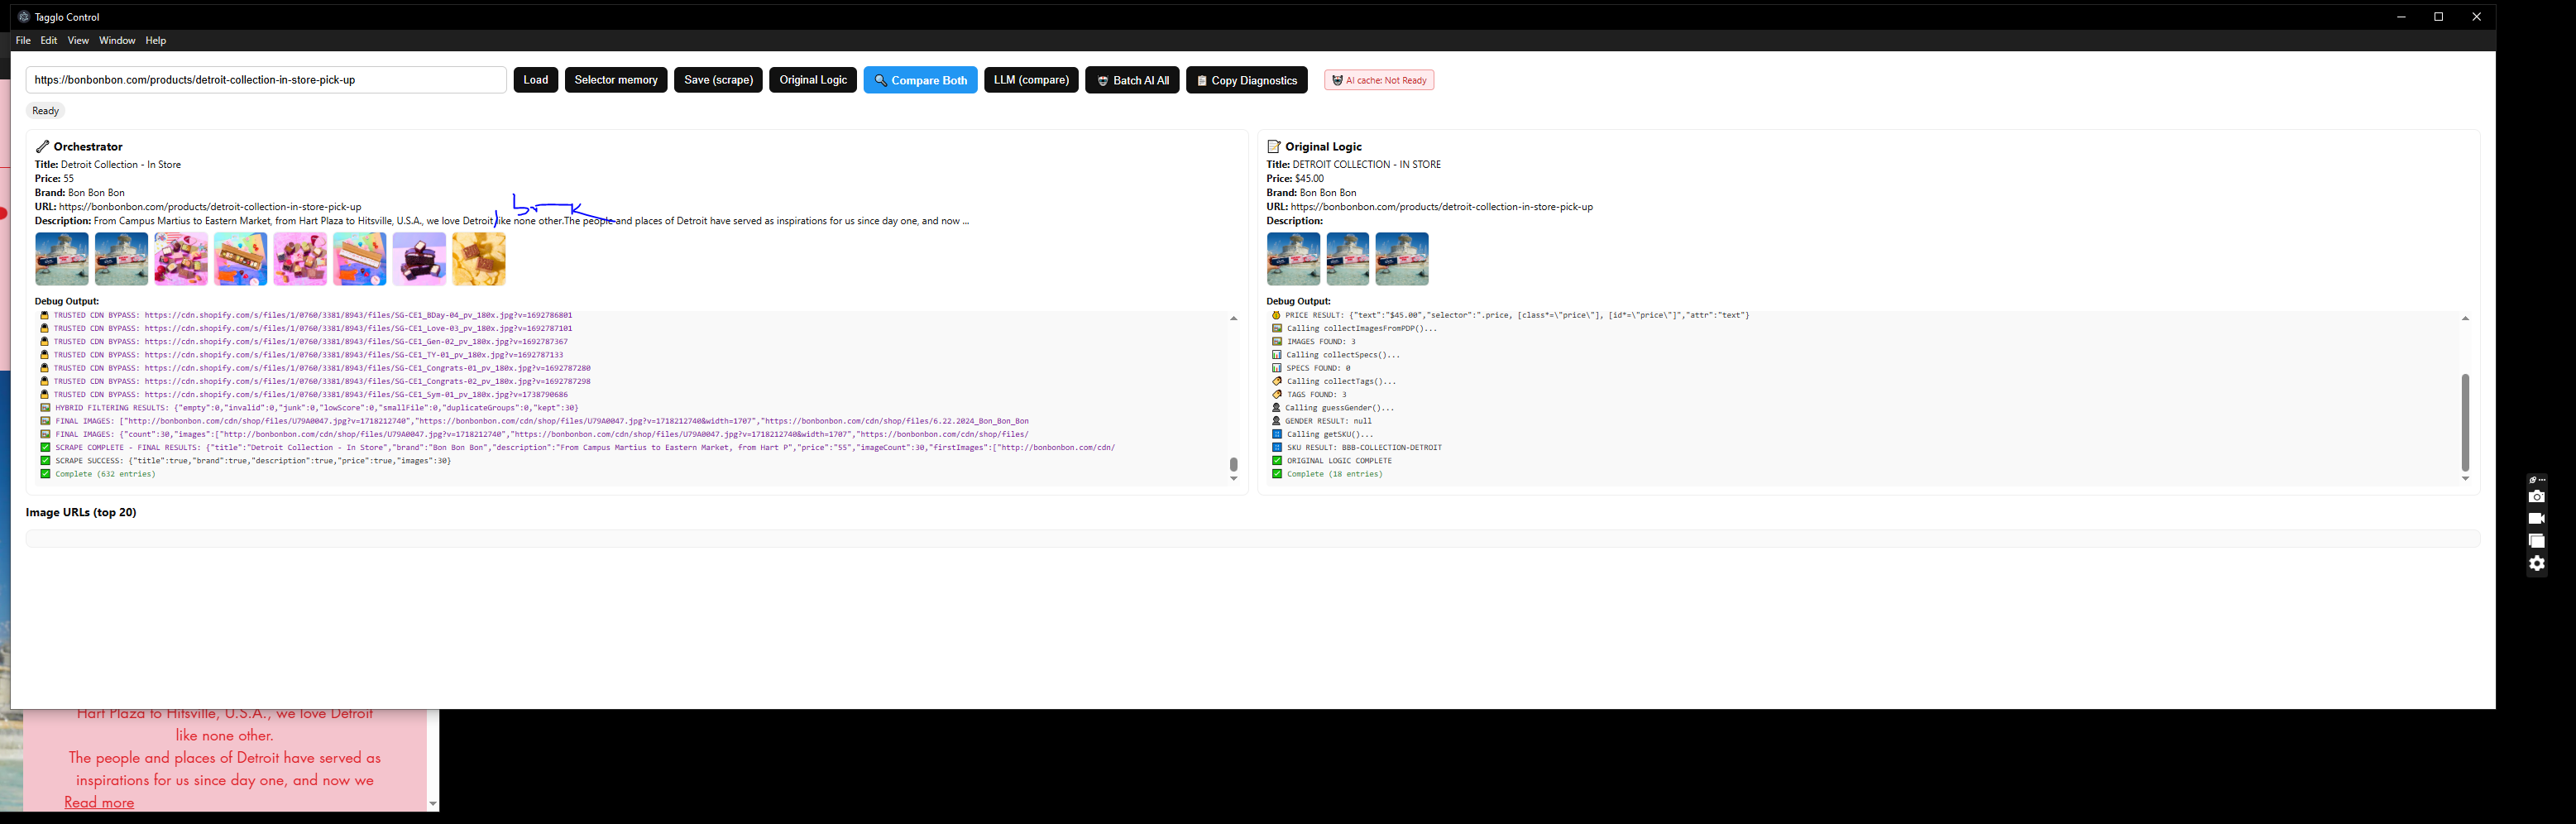 Tagglo Control
File Edit View Window Help
https://bonbonbon.com/products/detroit-collection-in-store-pick-up Load Selector memory Save (scrape) Original Logic Compare Both LLM (compare) Batch AI All Copy Diagnostics AI cache: Not Ready
Ready
Orchestrator
Title: Detroit Collection - In Store
Price: 55
Brand: Bon Bon Bon
URL: https://bonbonbon.com/products/detroit-collection-in-store-pick-up
Description: From Campus Martius to Eastern Market, from Hart Plaza to Hitsville, U.S.A., we love Detroit like none other.The people and places of Detroit have served as inspirations for us since day one, and now ...
Debug Output:
TRUSTED CDN BYPASS: https://cdn.shopify.com/s/files/1/0760/3381/8943/files/SG-CE1_BDay-04_pv_180x.jpg?v=1692786801
TRUSTED CDN BYPASS: https://cdn.shopify.com/s/files/1/0760/3381/8943/files/SG-CE1_Love-03_pv_180x.jpg?v=1692787101
TRUSTED CDN BYPASS: https://cdn.shopify.com/s/files/1/0760/3381/8943/files/SG-CE1_Gen-02_pv_180x.jpg?v=1692787367
TRUSTED CDN BYPASS: https://cdn.shopify.com/s/files/1/0760/3381/8943/files/SG-CE1_TY-01_pv_180x.jpg?v=1692787133
TRUSTED CDN BYPASS: https://cdn.shopify.com/s/files/1/0760/3381/8943/files/SG-CE1_Congrats-01_pv_180x.jpg?v=1692787280
TRUSTED CDN BYPASS: https://cdn.shopify.com/s/files/1/0760/3381/8943/files/SG-CE1_Congrats-02_pv_180x.jpg?v=1692787298
TRUSTED CDN BYPASS: https://cdn.shopify.com/s/files/1/0760/3381/8943/files/SG-CE1_Sym-01_pv_180x.jpg?v=1738790686
HYBRID FILTERING RESULTS: {"empty":0,"invalid":0,"junk":0,"lowScore":0,"smallFile":0,"duplicateGroups":0,"kept":30}
FINAL IMAGES: ["http://bonbonbon.com/cdn/shop/files/U79A0047.jpg?v=1718212740","https://bonbonbon.com/cdn/shop/files/U79A0047.jpg?v=1718212740&width=1707","https://bonbonbon.com/cdn/shop/files/6.22.2024_Bon_Bon_Bon
FINAL IMAGES: {"count":30,"images":["http://bonbonbon.com/cdn/shop/files/U79A0047.jpg?v=1718212740","https://bonbonbon.com/cdn/shop/files/U79A0047.jpg?v=1718212740&width=1707","https://bonbonbon.com/cdn/shop/files/
SCRAPE COMPLETE - FINAL RESULTS: {"title":"Detroit Collection - In Store","brand":"Bon Bon Bon","description":"From Campus Martius to Eastern Market, from Hart P","price":"55","imageCount":30,"firstImages":["http://bonbonbon.com/cdn/
SCRAPE SUCCESS: {"title":true,"brand":true,"description":true,"price":true,"images":30}
Complete (632 entries)
Original Logic
Title: DETROIT COLLECTION - IN STORE
Price: $45.00
Brand: Bon Bon Bon
URL: https://bonbonbon.com/products/detroit-collection-in-store-pick-up
Description:
Debug Output:
PRICE RESULT: {"text":"$45.00","selector":".price, [class*=\"price\"], [id*=\"price\"]","attr":"text"}
Calling collectImagesFromPDP()...
IMAGES FOUND: 3
Calling collectSpecs()...
SPECS FOUND: 0
Calling collectTags()...
TAGS FOUND: 3
Calling guessGender()...
GENDER RESULT: null
Calling getSKU()...
SKU RESULT: BBB-COLLECTION-DETROIT
ORIGINAL LOGIC COMPLETE
Complete (18 entries)
Image URLs (top 20)
Hart Plaza to Hitsville, U.S.A., we love Detroit
like none other.
The people and places of Detroit have served as
inspirations for us since day one, and now we
Read more